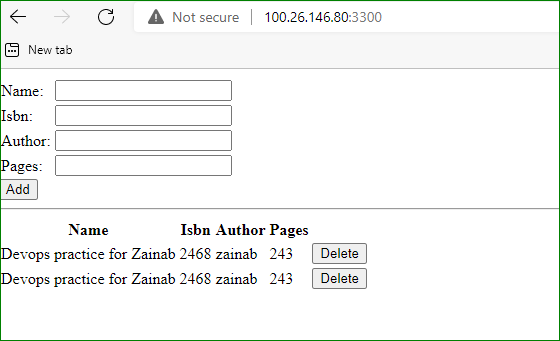 Not secure | 100.26.146.80:3300
New tab
Name:
Isbn:
Author:
Pages:
Add
Name Isbn Author Pages
Devops practice for Zainab 2468 zainab 243 Delete
Devops practice for Zainab 2468 zainab 243 Delete